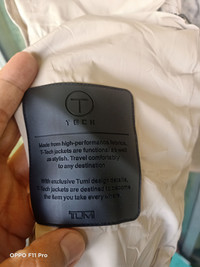 T
T-TECH
Made from high-performance fabrics,
T-Tech jackets are functional as well
as stylish. Travel comfortably
to any destination.
With exclusive Tumi design details,
T-Tech jackets are destined to become
the ones you take everywhere.
TUMI
OPPO F11 Pro